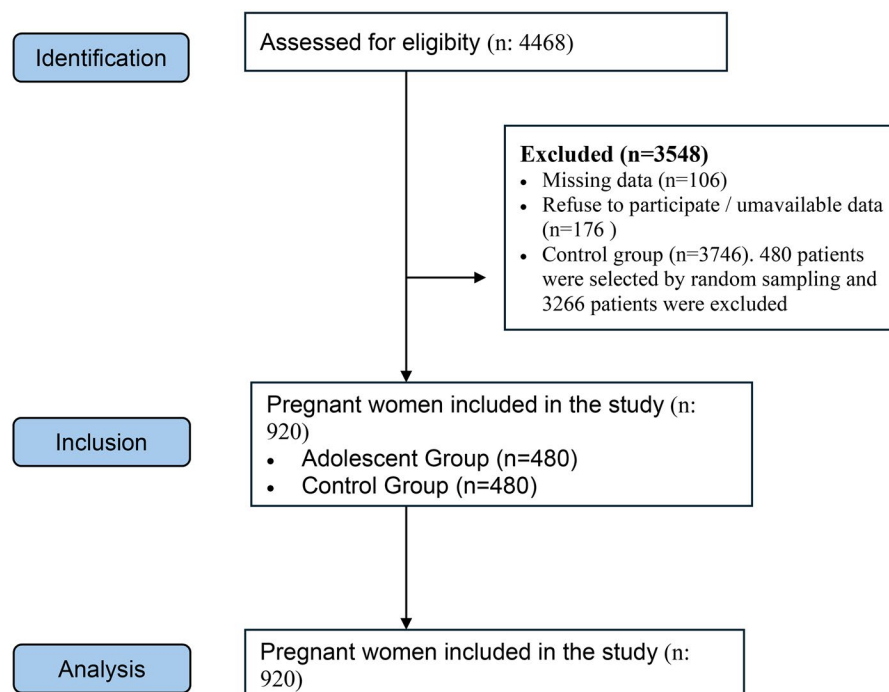 Identification
Assessed for eligibity (n: 4468)
Excluded (n=3548)
• Missing data (n=106)
• Refuse to participate / umavailable data
(n=176 )
• Control group (n=3746). 480 patients
were selected by random sampling and
3266 patients were excluded
Inclusion
Pregnant women included in the study (n:
920)
• Adolescent Group (n=480)
• Control Group (n=480)
Analysis
Pregnant women included in the study (n:
920)